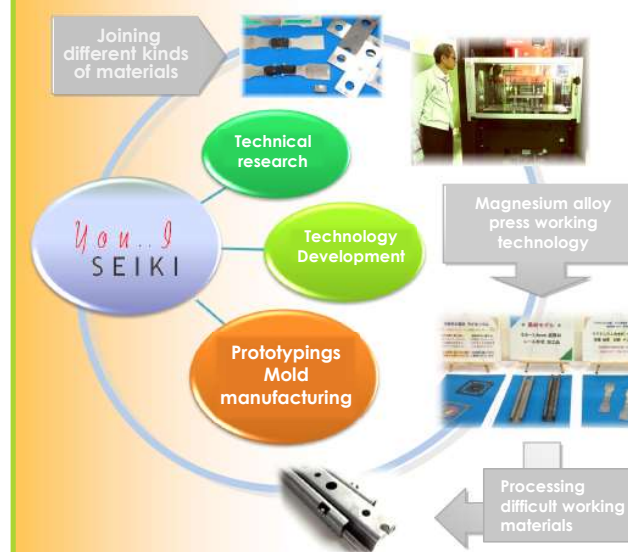 Joining
different kinds
of materials
Technical
research
You..I
SEIKI
Technology
Development
Prototypings
Mold
manufacturing
Magnesium alloy
press working
technology
Processing
difficult working
materials